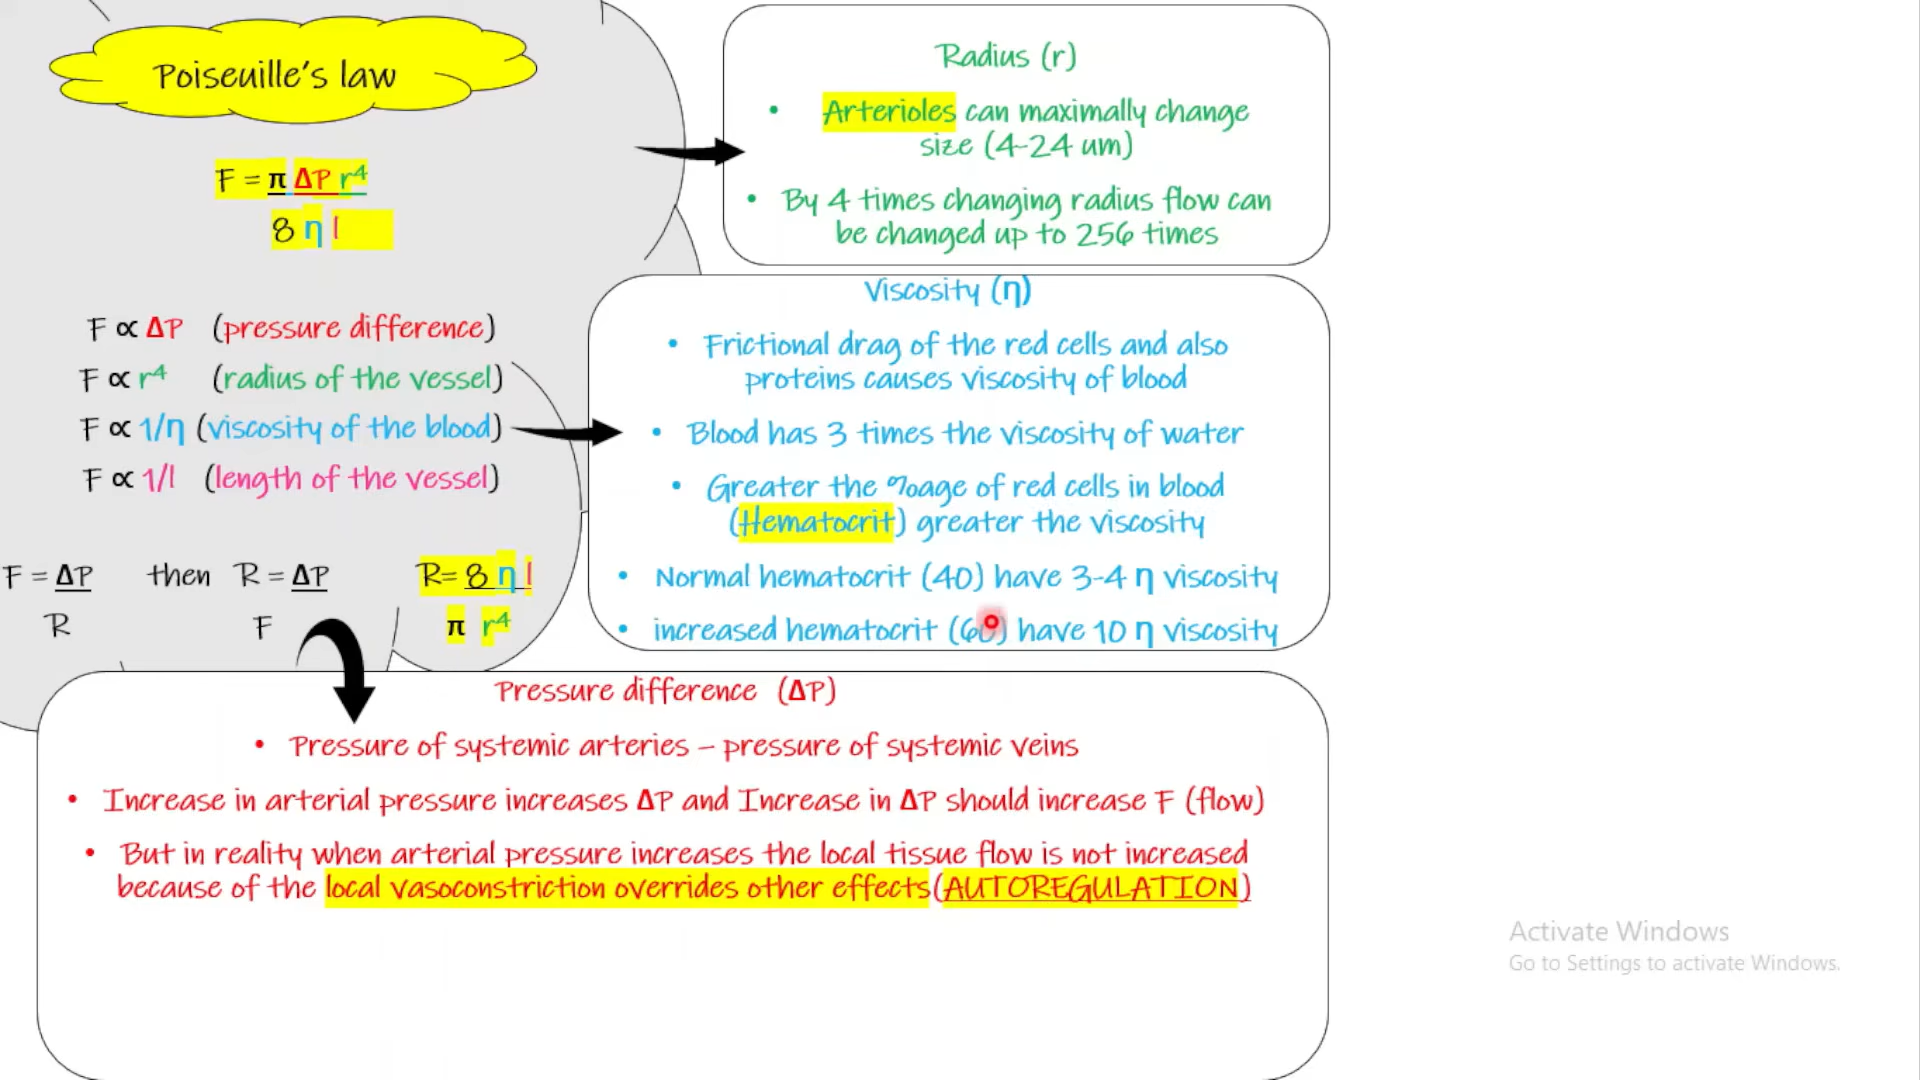 Poiseuille's law
F = π ΔP r⁴
8 η l
F ∝ ΔP (pressure difference)
F ∝ r⁴ (radius of the vessel)
F ∝ 1/η (viscosity of the blood)
F ∝ 1/l (length of the vessel)
F = ΔP then R = ΔP R= 8 η l
R F π r⁴
Radius (r)
• Arterioles can maximally change
size (4-24 um)
• By 4 times changing radius flow can
be changed up to 256 times
Viscosity (η)
• Frictional drag of the red cells and also
proteins causes viscosity of blood
• Blood has 3 times the viscosity of water
• Greater the %age of red cells in blood
(Hematocrit) greater the viscosity
• Normal hematocrit (40) have 3-4 η viscosity
• increased hematocrit (60) have 10 η viscosity
Pressure difference (ΔP)
• Pressure of systemic arteries – pressure of systemic veins
• Increase in arterial pressure increases ΔP and Increase in ΔP should increase F (flow)
• But in reality when arterial pressure increases the local tissue flow is not increased
because of the local vasoconstriction overrides other effects(AUTOREGULATION)
Activate Windows
Go to Settings to activate Windows.